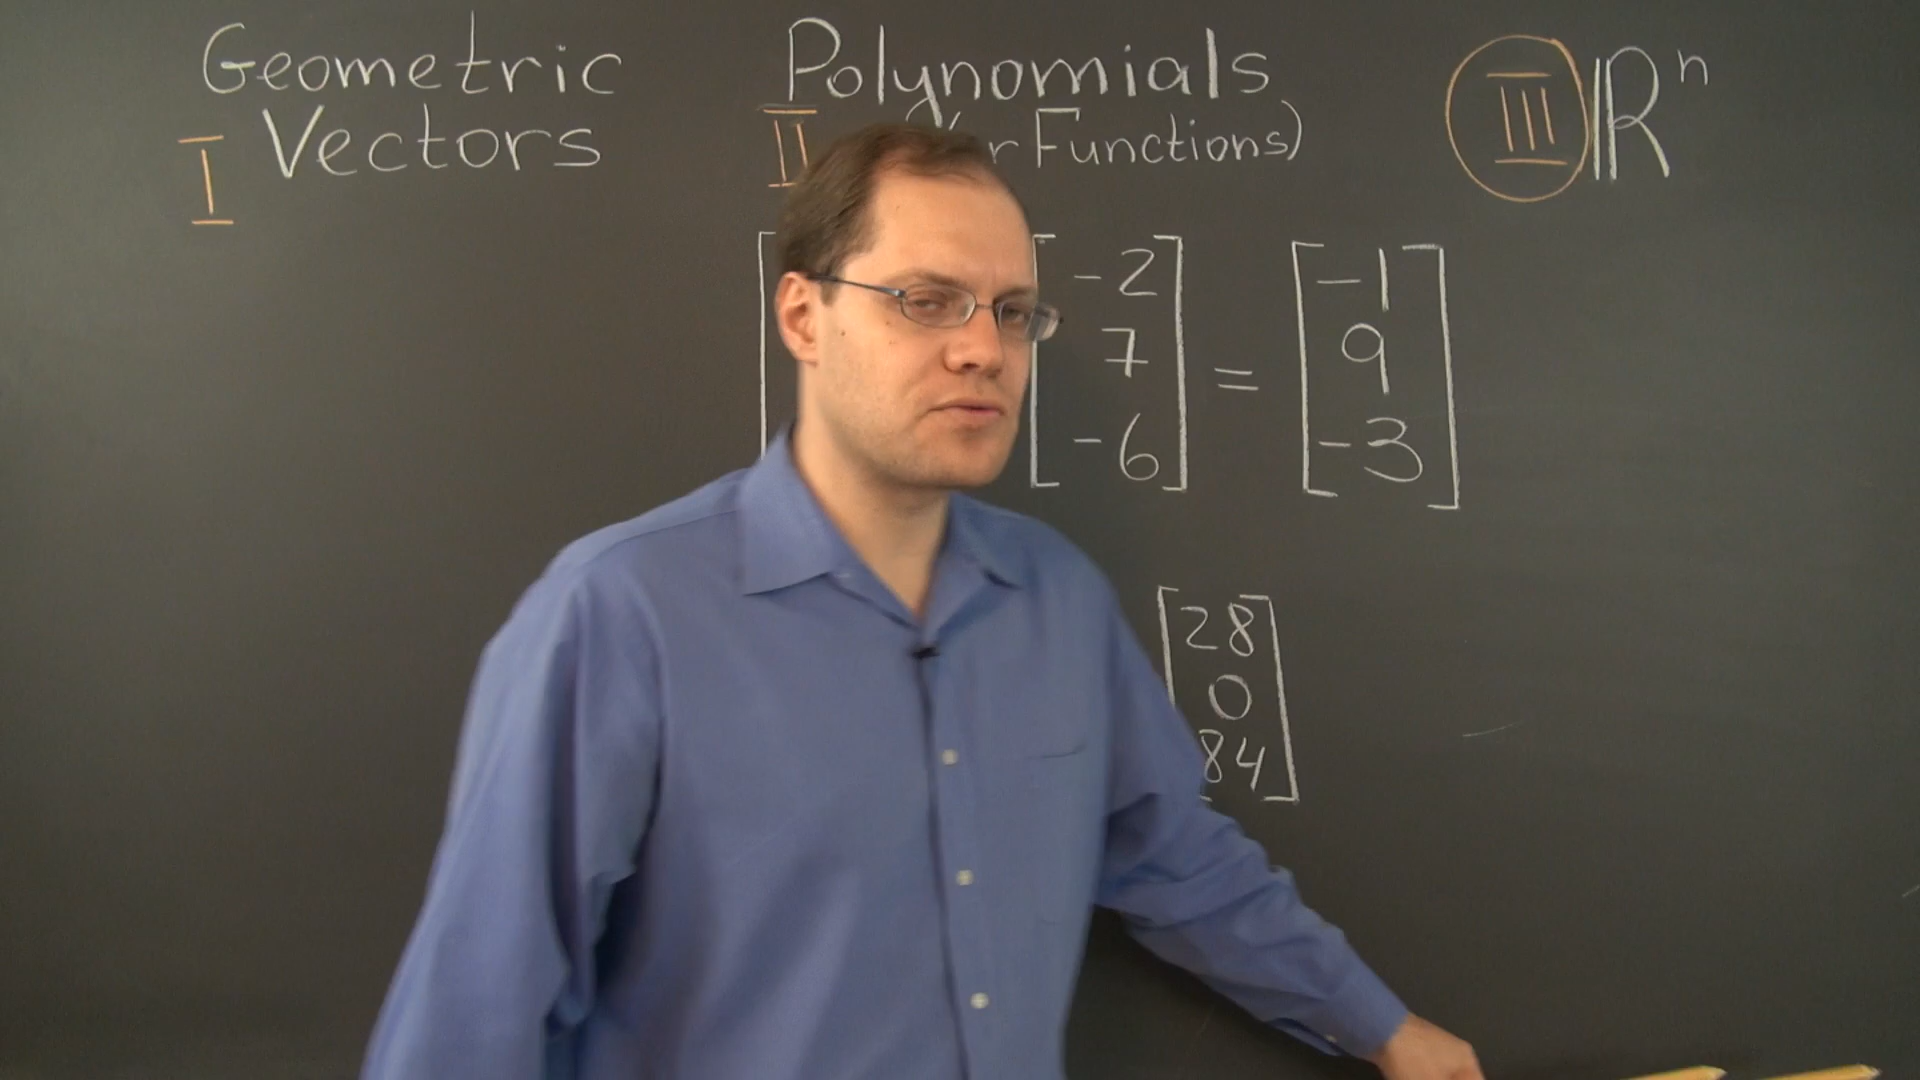 Geometric Polynomials III ℝⁿ
I Vectors II r Functions)
-2 -1
7 = 9
-6 -3
28
0
84